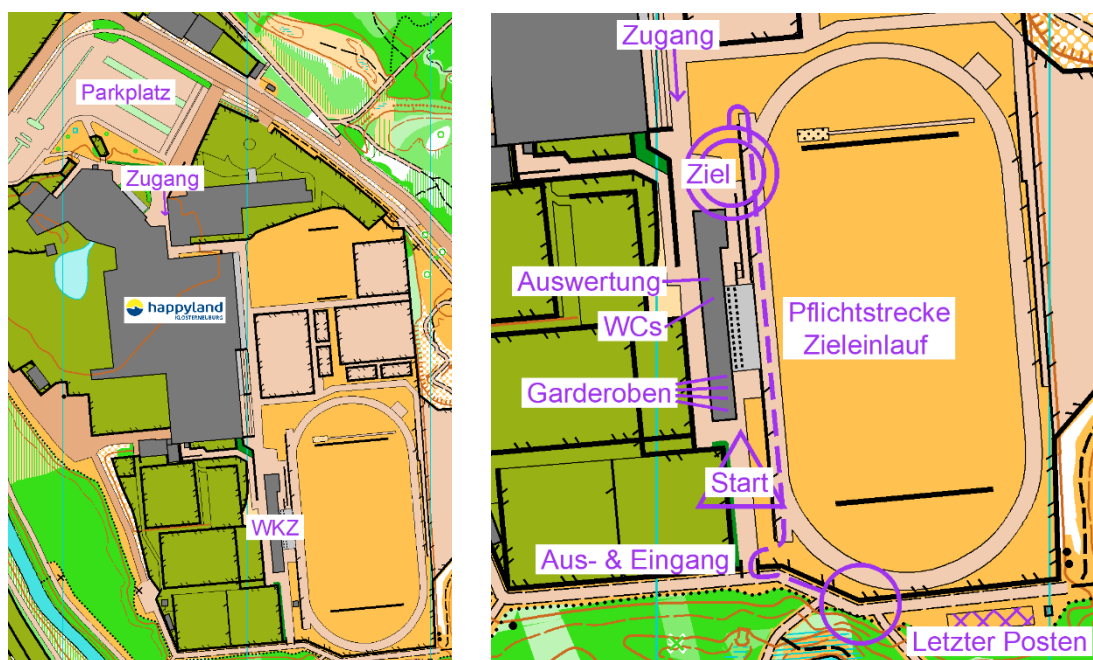 Parkplatz
Zugang
happyland
KLOSTERNEUBURG
WKZ
Zugang
Ziel
Auswertung
WCs
Pflichtstrecke
Zieleinlauf
Garderoben
Start
Aus- & Eingang
Letzter Posten